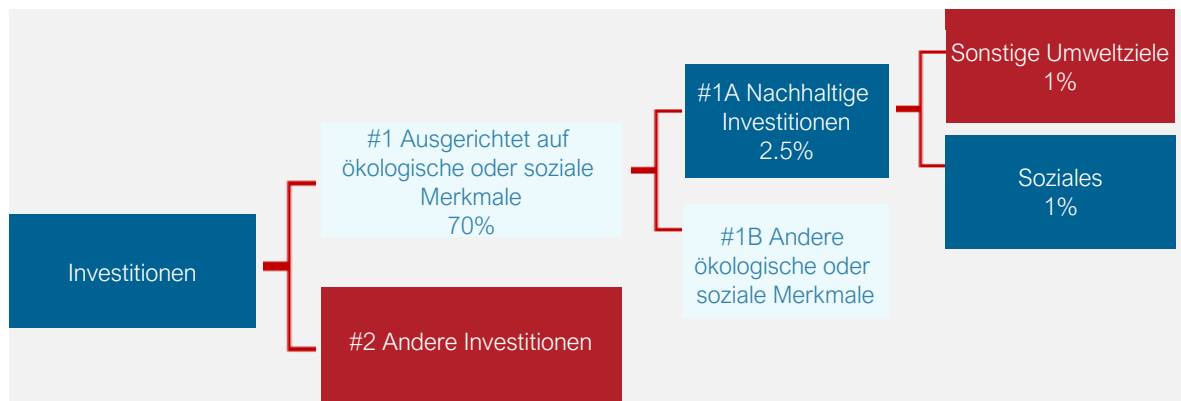 Investitionen
#1 Ausgerichtet auf
ökologische oder soziale
Merkmale
70%
#2 Andere Investitionen
#1A Nachhaltige
Investitionen
2.5%
#1B Andere
ökologische oder
soziale Merkmale
Sonstige Umweltziele
1%
Soziales
1%